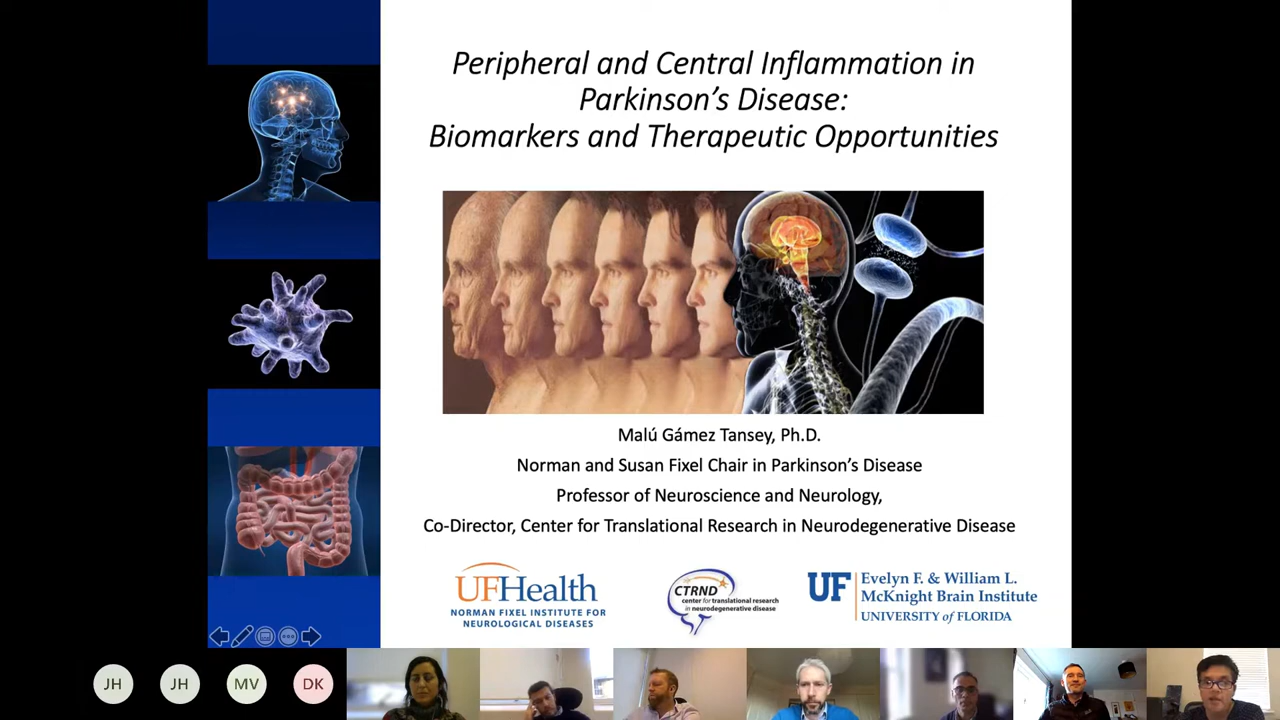 Peripheral and Central Inflammation in
Parkinson's Disease:
Biomarkers and Therapeutic Opportunities
Malú Gámez Tansey, Ph.D.
Norman and Susan Fixel Chair in Parkinson's Disease
Professor of Neuroscience and Neurology,
Co-Director, Center for Translational Research in Neurodegenerative Disease
UFHealth
NORMAN FIXEL INSTITUTE FOR
NEUROLOGICAL DISEASES
CTRND
center for translational research
in neurodegenerative disease
UF
Evelyn F. & William L.
McKnight Brain Institute
UNIVERSITY of FLORIDA
JH
JH
MV
DK